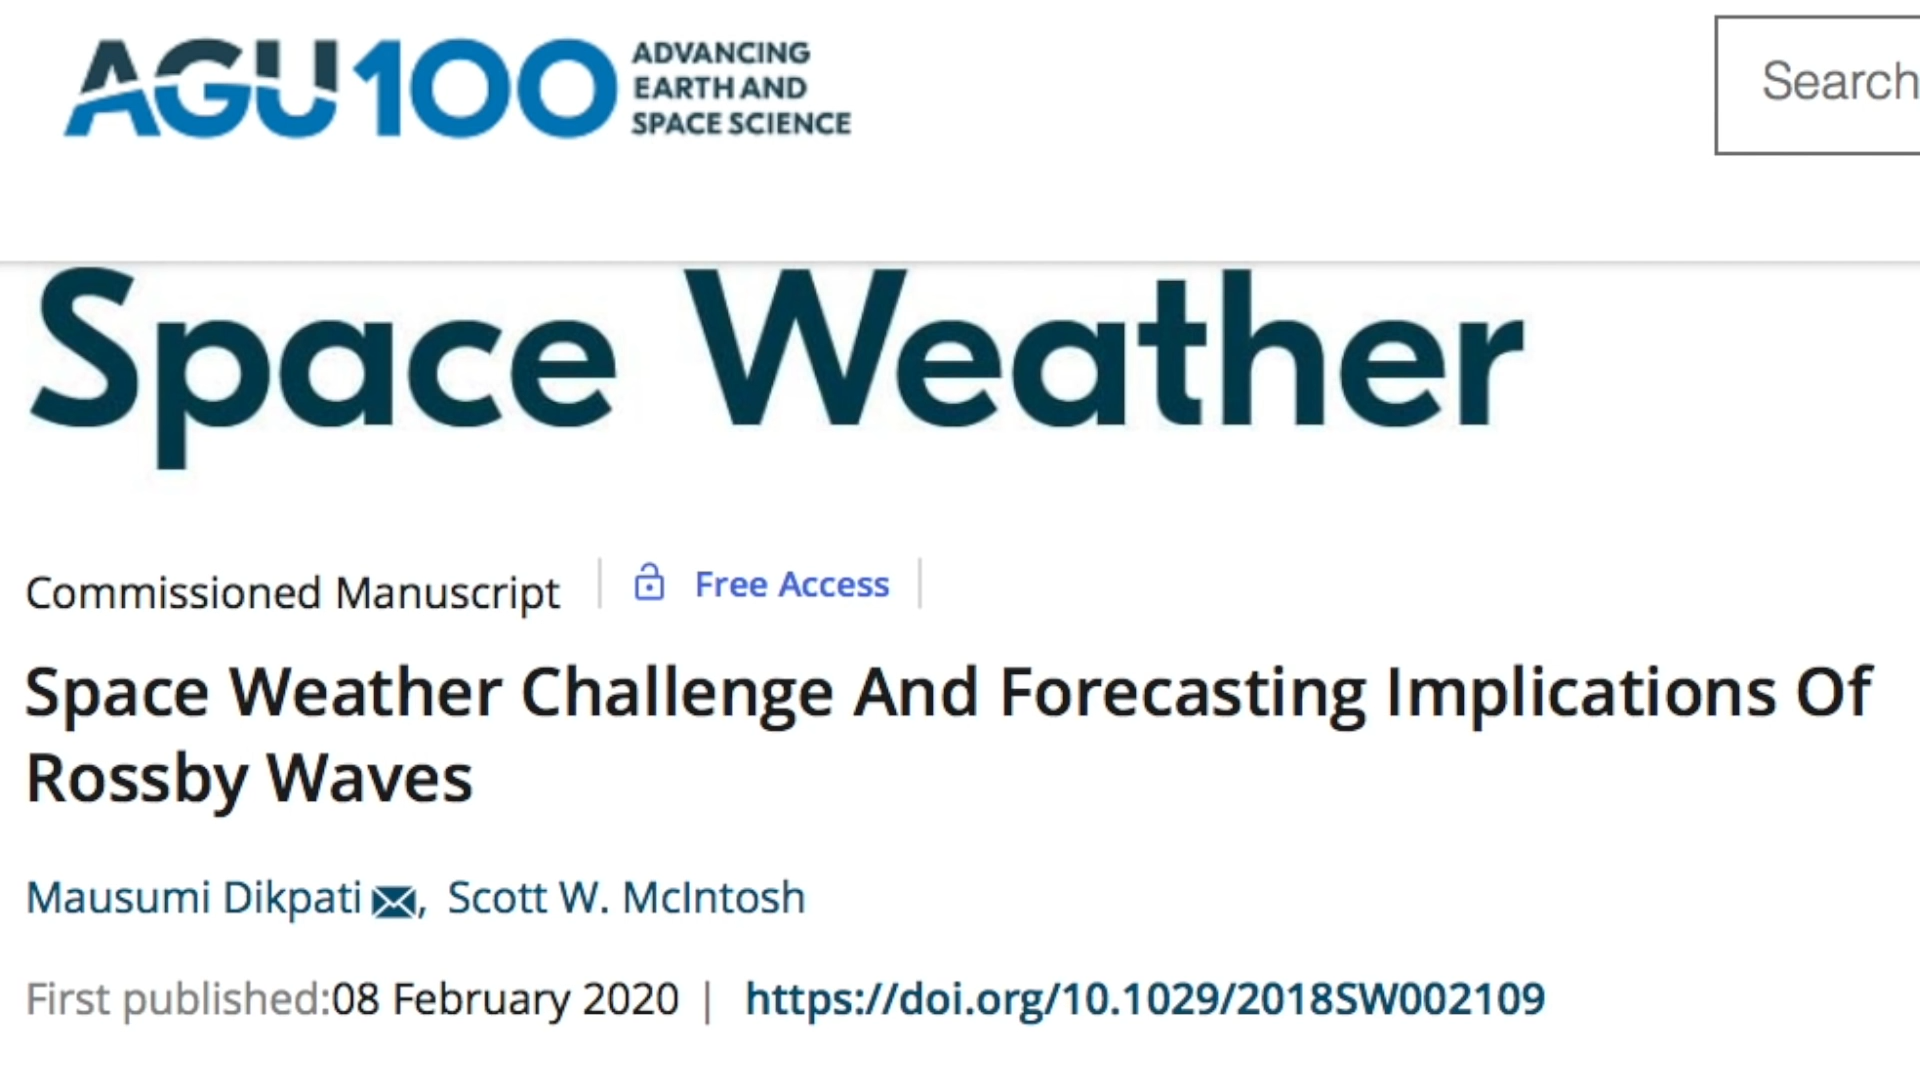 AGU100 ADVANCING
EARTH AND
SPACE SCIENCE
Search
Space Weather
Commissioned Manuscript Free Access
Space Weather Challenge And Forecasting Implications Of
Rossby Waves
Mausumi Dikpati, Scott W. McIntosh
First published:08 February 2020 | https://doi.org/10.1029/2018SW002109